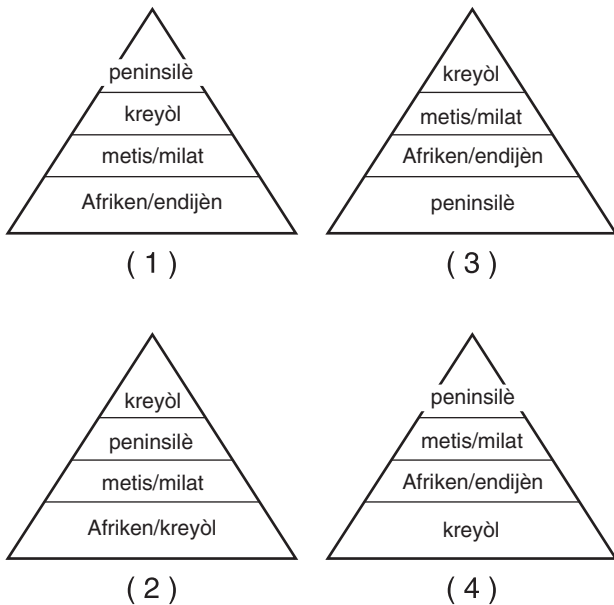 peninsilè
kreyòl
metis/milat
Afriken/endijèn
( 1 )
kreyòl
peninsilè
metis/milat
Afriken/kreyòl
( 2 )
kreyòl
metis/milat
Afriken/endijèn
peninsilè
( 3 )
peninsilè
metis/milat
Afriken/endijèn
kreyòl
( 4 )